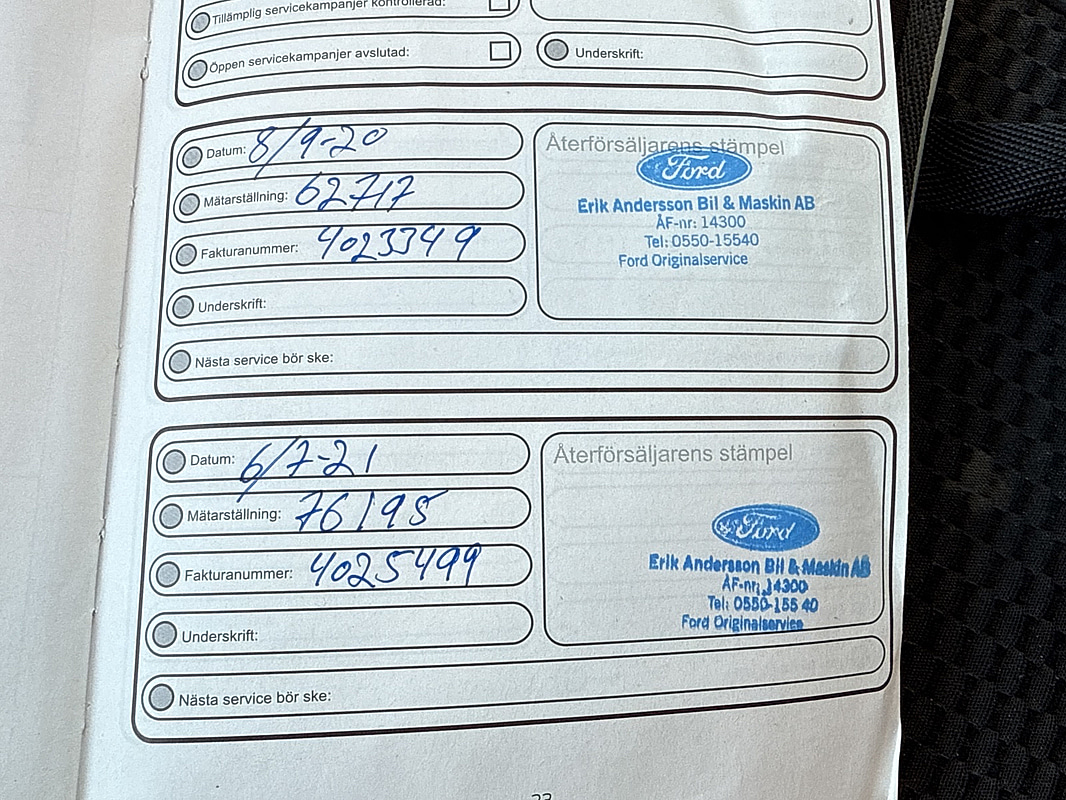 Tillämplig servicekampanjer kontrollerad:
Öppen servicekampanjer avslutad:
Underskrift:
Datum: 8/9-20
Mätarställning: 62717
Fakturanummer: 4023349
Underskrift:
Nästa service bör ske:
Återförsäljarens stämpel
Ford
Erik Andersson Bil & Maskin AB
ÅF-nr: 14300
Tel: 0550-15540
Ford Originalservice
Datum: 6/7-21
Mätarställning: 76195
Fakturanummer: 4025499
Underskrift:
Nästa service bör ske:
Återförsäljarens stämpel
Ford
Erik Andersson Bil & Maskin AB
ÅF-nr: 14300
Tel: 0550-155 40
Ford Originalservice